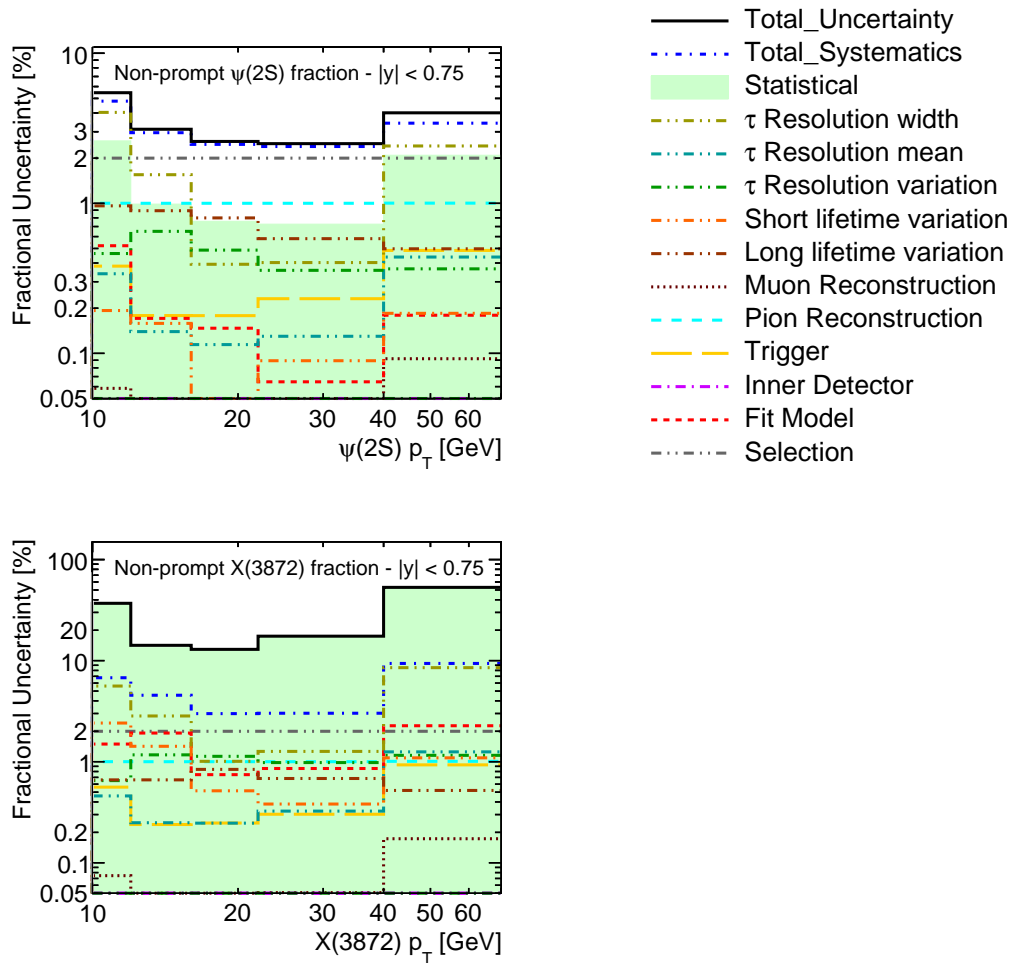 Non-prompt ψ(2S) fraction - |y| < 0.75
Fractional Uncertainty [%]
10
3
2
1
0.3
0.2
0.1
0.05
10 20 30 40 50 60
ψ(2S) p_T [GeV]
Total_Uncertainty
Total_Systematics
Statistical
τ Resolution width
τ Resolution mean
τ Resolution variation
Short lifetime variation
Long lifetime variation
Muon Reconstruction
Pion Reconstruction
Trigger
Inner Detector
Fit Model
Selection
Non-prompt X(3872) fraction - |y| < 0.75
Fractional Uncertainty [%]
100
20
10
2
1
0.2
0.1
0.05
10 20 30 40 50 60
X(3872) p_T [GeV]